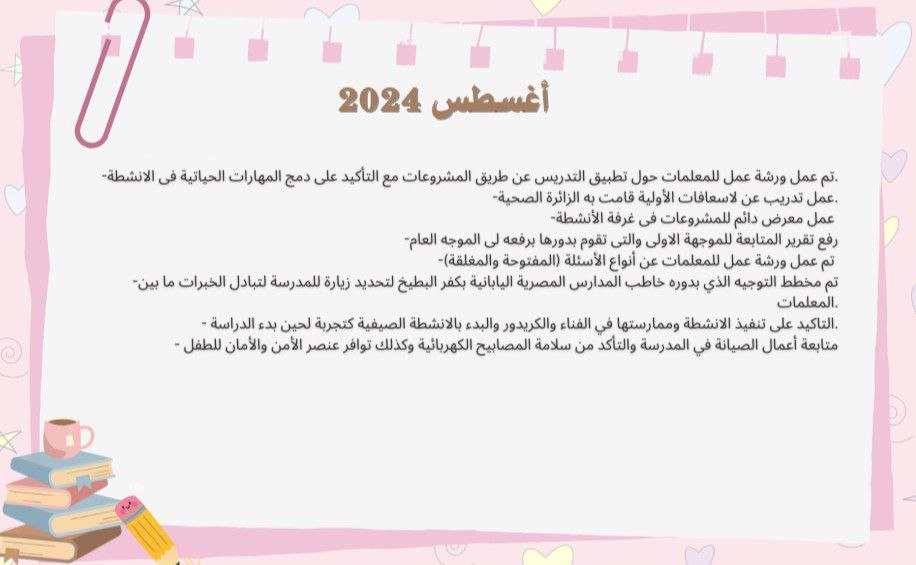 أغسطس 2024
-تم عمل ورشة عمل للمعلمات حول تطبيق التدريس عن طريق المشروعات مع التأكيد على دمج المهارات الحياتية فى الانشطة.
-عمل تدريب عن لاسعافات الأولية قامت به الزائرة الصحية.
-عمل معرض دائم للمشروعات فى غرفة الأنشطة
-رفع تقرير المتابعة للموجهة الاولى والتى تقوم بدورها برفعه لى الموجه العام
-تم عمل ورشة عمل للمعلمات عن أنواع الأسئلة (المفتوحة والمغلقة)
-تم مخطط التوجيه الذي بدوره خاطب المدارس المصرية اليابانية بكفر البطيخ لتحديد زيارة للمدرسة لتبادل الخبرات ما بين
المعلمات.
- التاكيد على تنفيذ الانشطة وممارستها في الفناء والكريدور والبدء بالانشطة الصيفية كتجربة لحين بدء الدراسة.
- متابعة أعمال الصيانة في المدرسة والتأكد من سلامة المصابيح الكهربائية وكذلك توافر عنصر الأمن والأمان للطفل